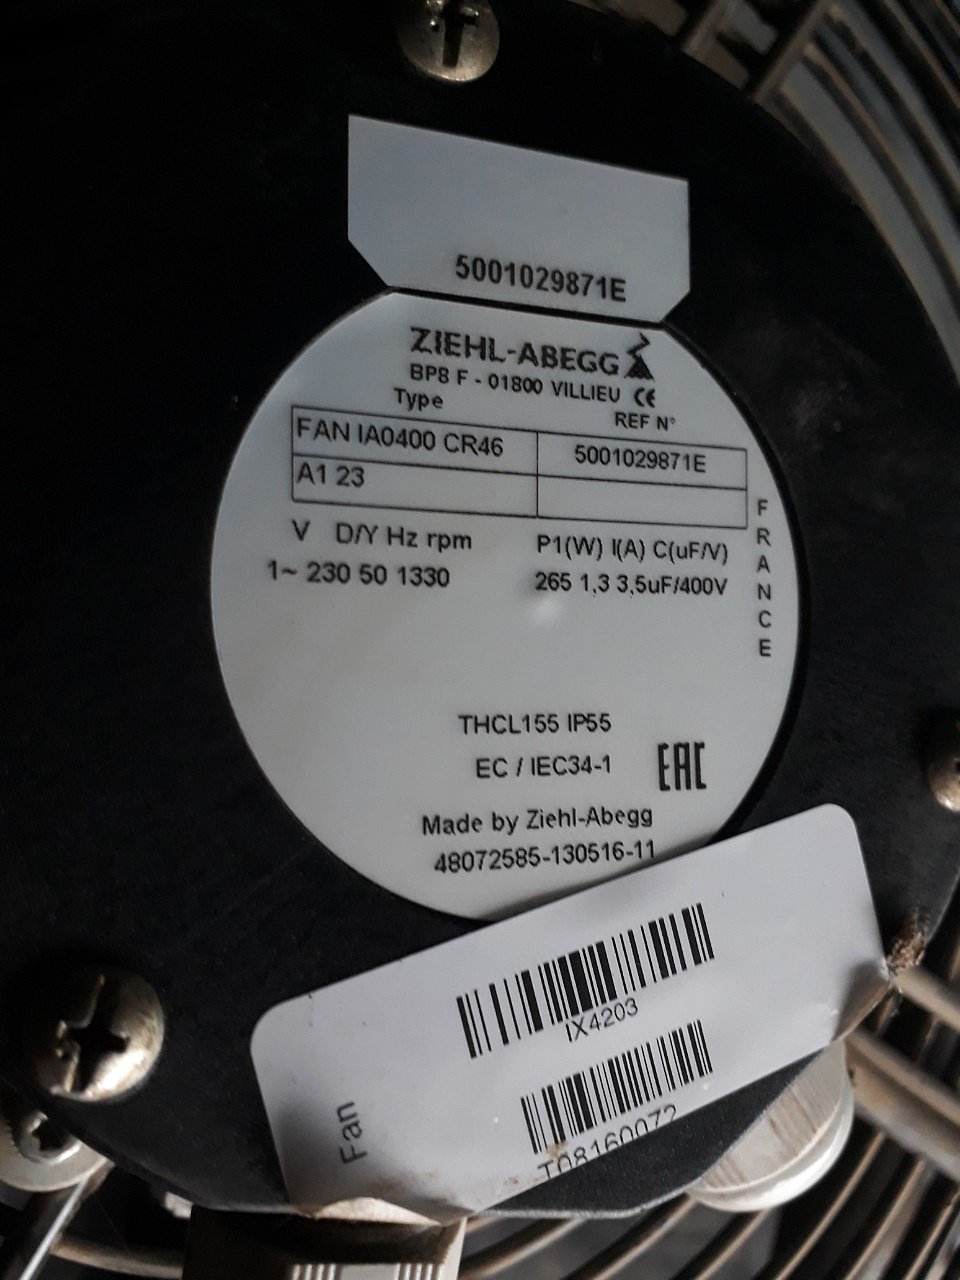 5001029871E
ZIEHL-ABEGG
BP8 F - 01800 VILLIEU CE
Type REF N°
FAN IA0400 CR46 5001029871E
A1 23
FRANCE
V D/Y Hz rpm P1(W) I(A) C(uF/V)
1~ 230 50 1330 265 1,3 3,5uF/400V
THCL155 IP55
EC / IEC34-1 EAC
Made by Ziehl-Abegg
48072585-130516-11
IX4203
Fan
T08160072